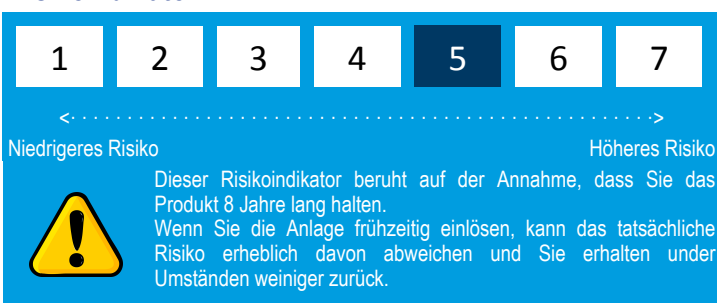 1 2 3 4 5 6 7
Niedrigeres Risiko Höheres Risiko
Dieser Risikoindikator beruht auf der Annahme, dass Sie das
Produkt 8 Jahre lang halten.
Wenn Sie die Anlage frühzeitig einlösen, kann das tatsächliche
Risiko erheblich davon abweichen und Sie erhalten under
Umständen weiniger zurück.